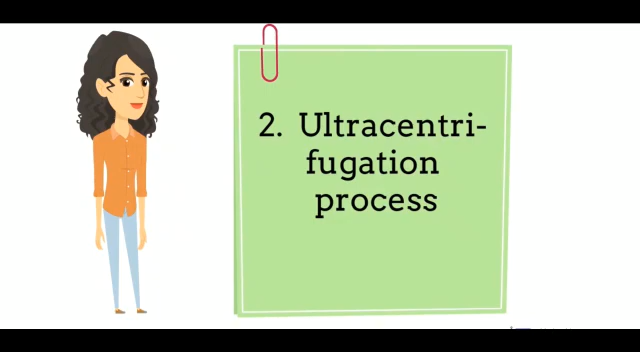 2. Ultracentri-
fugation
process